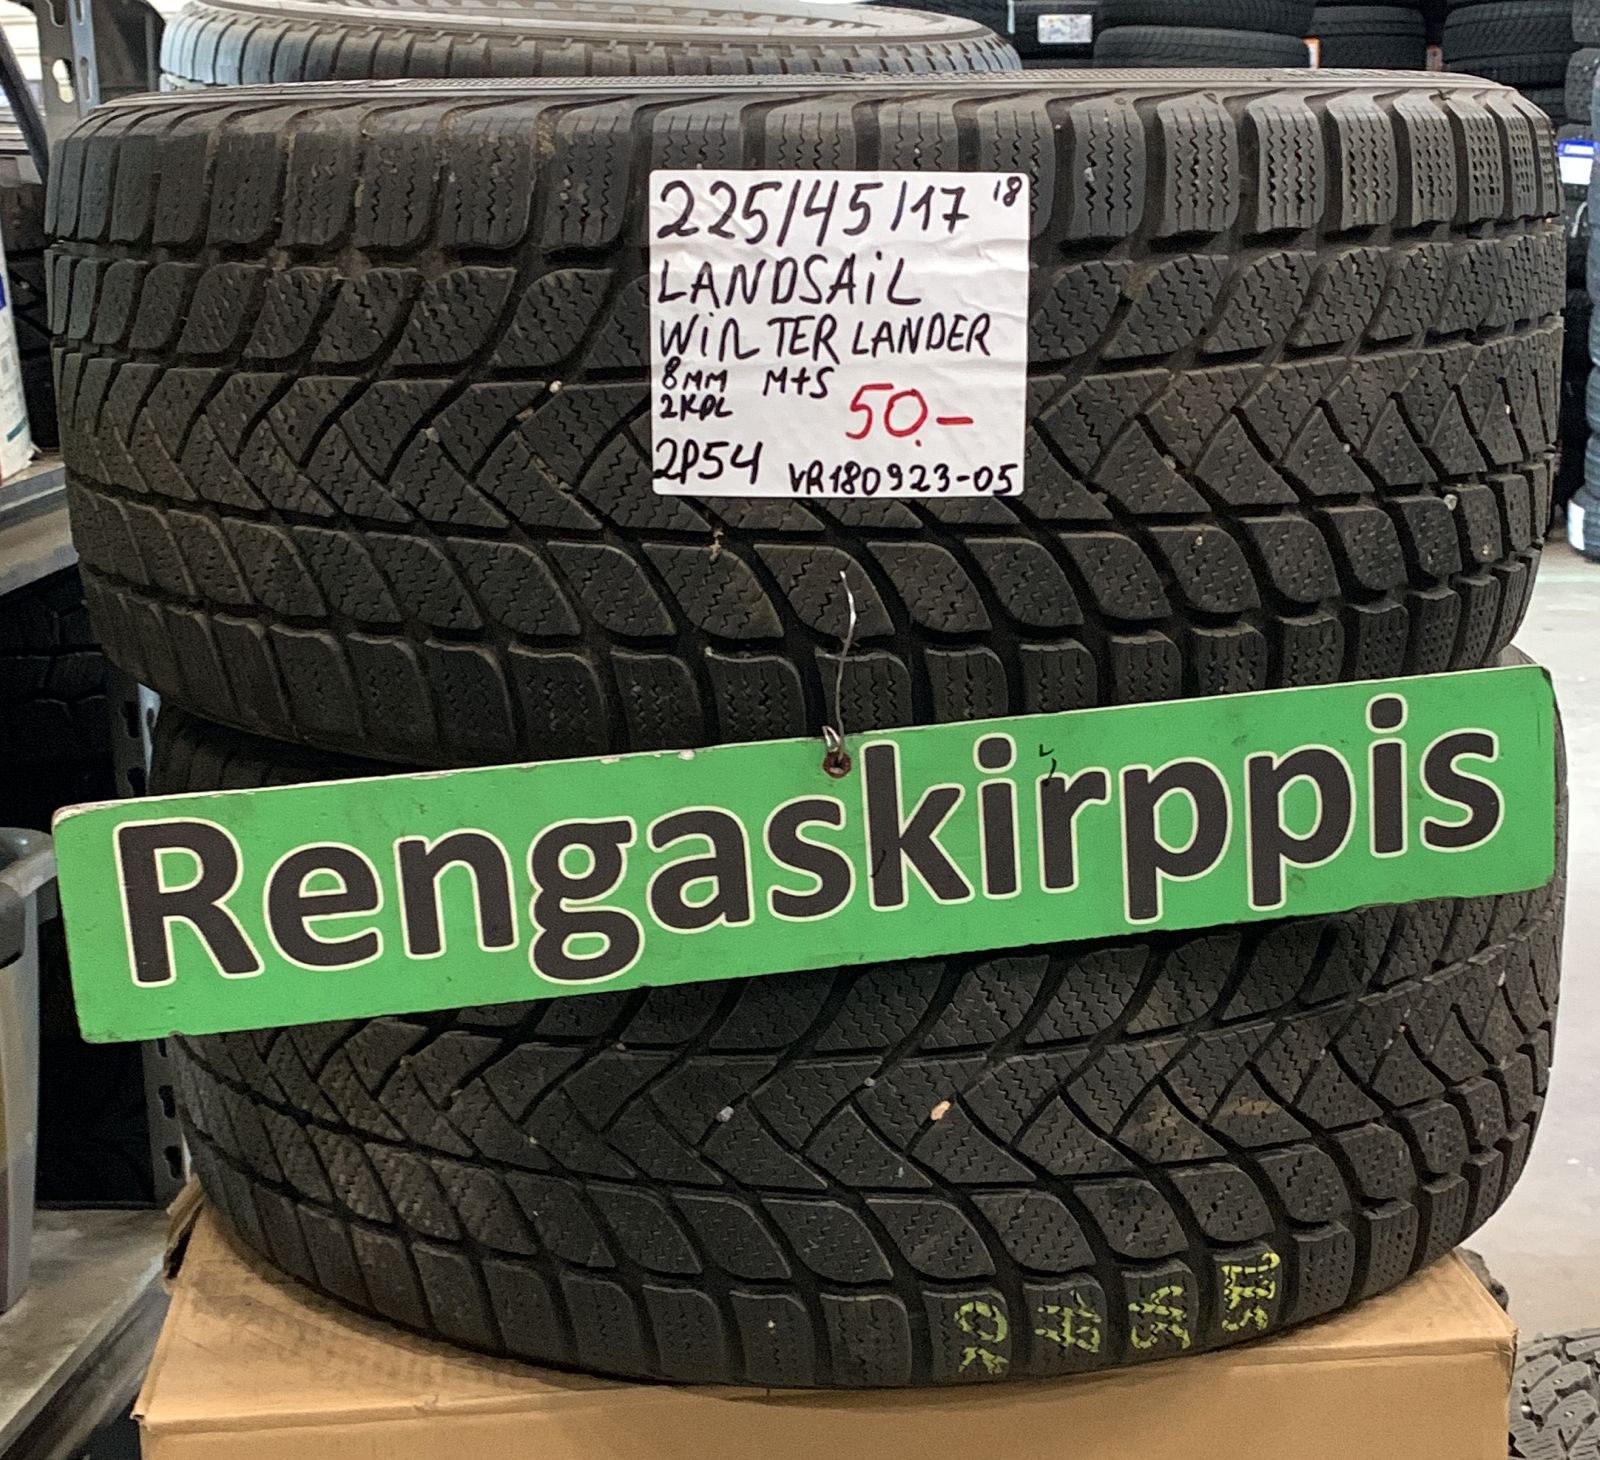 225/45/17 18
LANDSAIL
WINTER LANDER
8MM M+S
2KPL 50.-
2P54 VR180923-05
Rengaskirppis